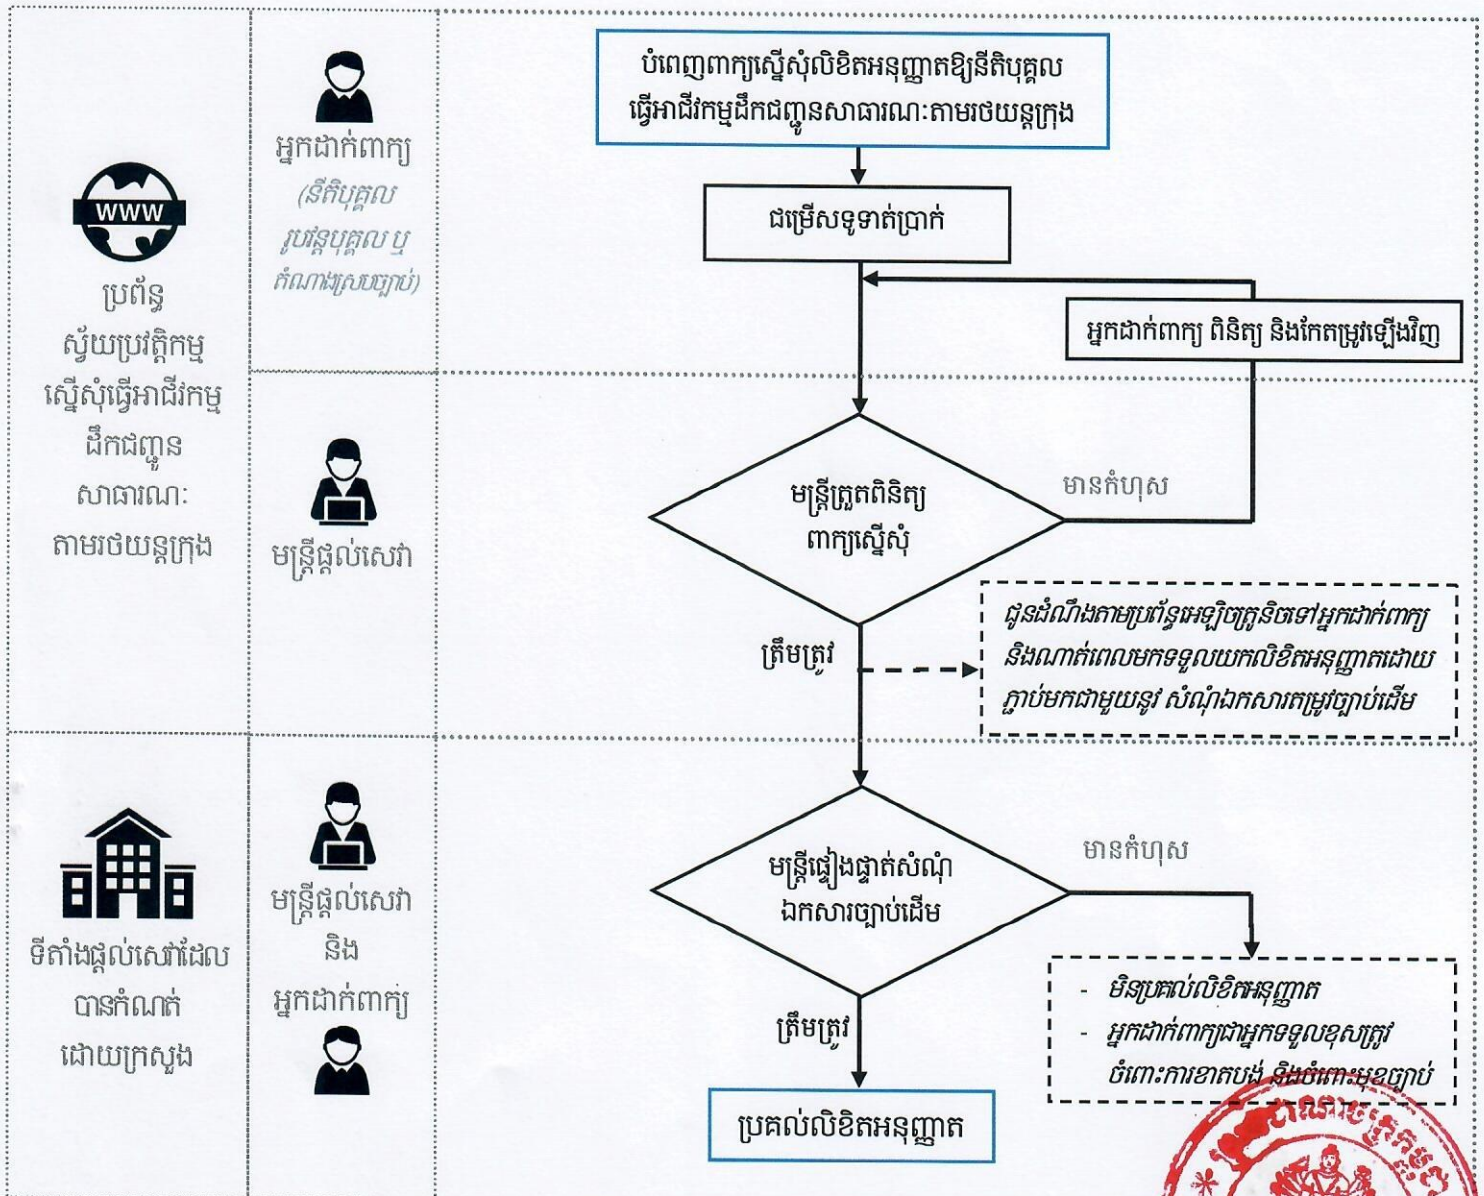 បំពេញពាក្យស្នើសុំលិខិតអនុញ្ញាតឱ្យនីតិបុគ្គល
ធ្វើអាជីវកម្មដឹកជញ្ជូនសាធារណៈតាមរថយន្តក្រុង
ជម្រើសទូទាត់ប្រាក់
អ្នកដាក់ពាក្យ ពិនិត្យ និងកែតម្រូវឡើងវិញ
អ្នកដាក់ពាក្យ
(នីតិបុគ្គល
រូបវន្តបុគ្គល ឬ
តំណាងស្របច្បាប់)
WWW
ប្រព័ន្ធ
ស្វ័យប្រវត្តិកម្ម
ស្នើសុំធ្វើអាជីវកម្ម
ដឹកជញ្ជូន
សាធារណៈ
តាមរថយន្តក្រុង
មន្ត្រីផ្តល់សេវា
មន្ត្រីត្រួតពិនិត្យ
ពាក្យស្នើសុំ
មានកំហុស
ត្រឹមត្រូវ
ជូនដំណឹងតាមប្រព័ន្ធអេឡិចត្រូនិចទៅអ្នកដាក់ពាក្យ
និងណាត់ពេលមកទទួលយកលិខិតអនុញ្ញាតដោយ
ភ្ជាប់មកជាមួយនូវ សំណុំឯកសារតម្រូវច្បាប់ដើម
ទីតាំងផ្តល់សេវាដែល
បានកំណត់
ដោយក្រសួង
មន្ត្រីផ្តល់សេវា
និង
អ្នកដាក់ពាក្យ
មន្ត្រីផ្ទៀងផ្ទាត់សំណុំ
ឯកសារច្បាប់ដើម
មានកំហុស
- មិនប្រគល់លិខិតអនុញ្ញាត
- អ្នកដាក់ពាក្យជាអ្នកទទួលខុសត្រូវ
ចំពោះការខាតបង់ និងចំពោះមុខច្បាប់
ត្រឹមត្រូវ
ប្រគល់លិខិតអនុញ្ញាត